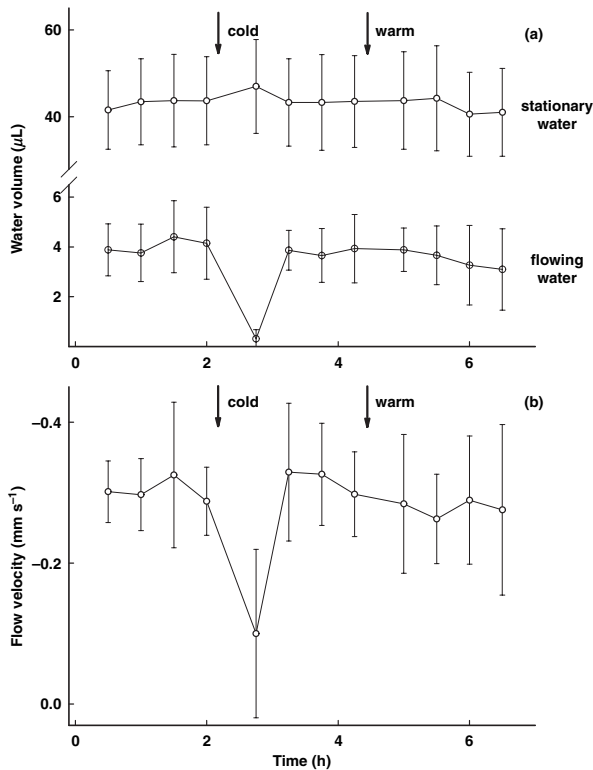 60
cold
warm
(a)
40
stationary
water
Water volume (μL)
6
4
flowing
water
2
0
2
4
6
cold
warm
(b)
–0.4
–0.2
Flow velocity (mm s⁻¹)
0.0
0
2
4
6
Time (h)